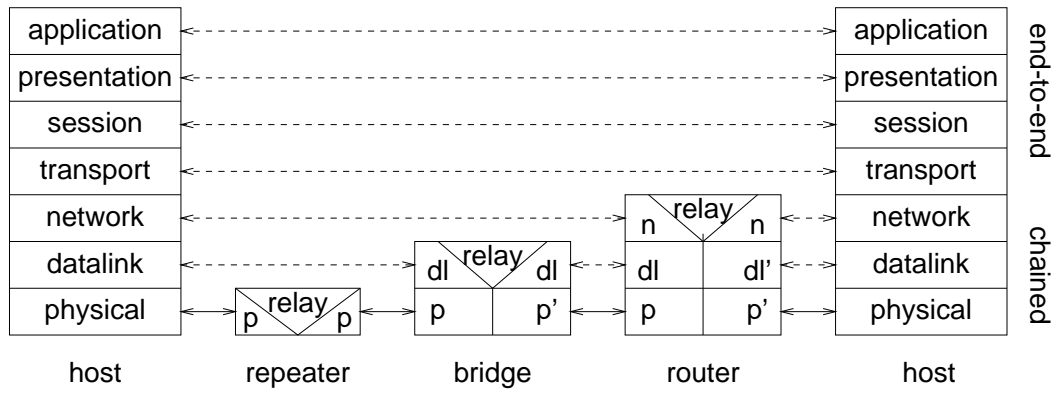 application application
presentation presentation
session session
transport transport
network n relay n network
datalink dl relay dl dl dl’ datalink
physical p relay p p p’ p p’ physical
host repeater bridge router host
end-to-end
chained